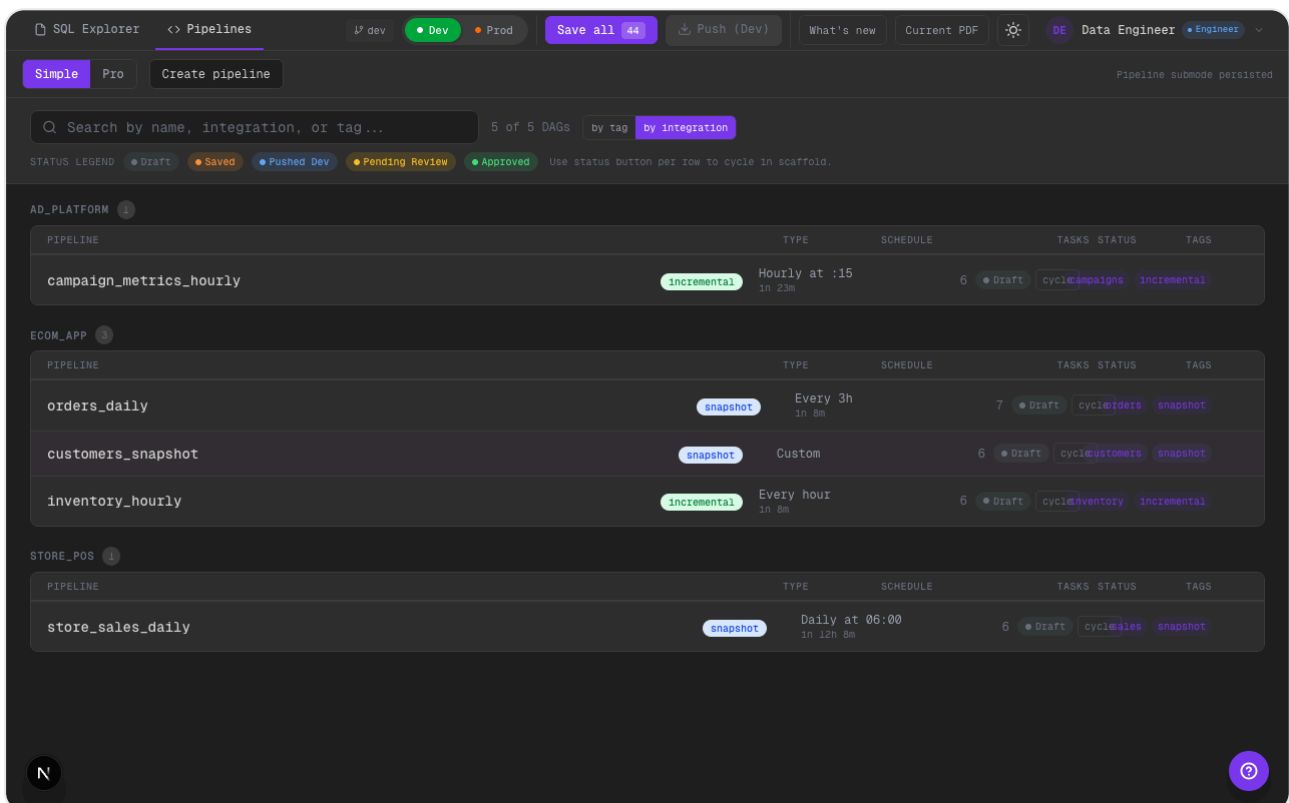 SQL Explorer <> Pipelines dev Dev Prod Save all 44 Push (Dev) What's new Current PDF DE Data Engineer Engineer
Simple Pro Create pipeline Pipeline submode persisted
Search by name, integration, or tag... 5 of 5 DAGs by tag by integration
STATUS LEGEND Draft Saved Pushed Dev Pending Review Approved Use status button per row to cycle in scaffold.
AD_PLATFORM 1
PIPELINE TYPE SCHEDULE TASKS STATUS TAGS
campaign_metrics_hourly incremental Hourly at :15 6 Draft cycle campaigns incremental
in 23m
ECOM_APP 3
PIPELINE TYPE SCHEDULE TASKS STATUS TAGS
orders_daily snapshot Every 3h 7 Draft cycle orders snapshot
in 8m
customers_snapshot snapshot Custom 6 Draft cycle customers snapshot
inventory_hourly incremental Every hour 6 Draft cycle inventory incremental
in 8m
STORE_POS 1
PIPELINE TYPE SCHEDULE TASKS STATUS TAGS
store_sales_daily snapshot Daily at 06:00 6 Draft cycle sales snapshot
in 12h 8m
N